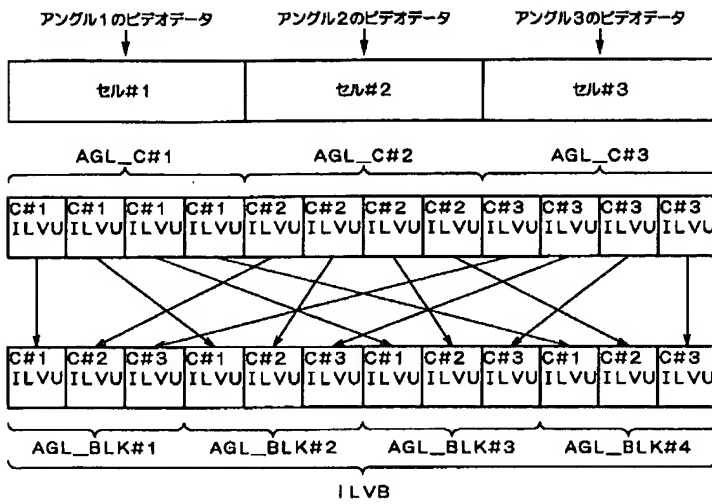 アングル1のビデオデータ アングル2のビデオデータ アングル3のビデオデータ
セル#1 セル#2 セル#3
AGL_C#1 AGL_C#2 AGL_C#3
C#1 C#1 C#1 C#1 C#2 C#2 C#2 C#2 C#3 C#3 C#3 C#3
ILVU ILVU ILVU ILVU ILVU ILVU ILVU ILVU ILVU ILVU ILVU ILVU
C#1 C#2 C#3 C#1 C#2 C#3 C#1 C#2 C#3 C#1 C#2 C#3
ILVU ILVU ILVU ILVU ILVU ILVU ILVU ILVU ILVU ILVU ILVU ILVU
AGL_BLK#1 AGL_BLK#2 AGL_BLK#3 AGL_BLK#4
ILVB